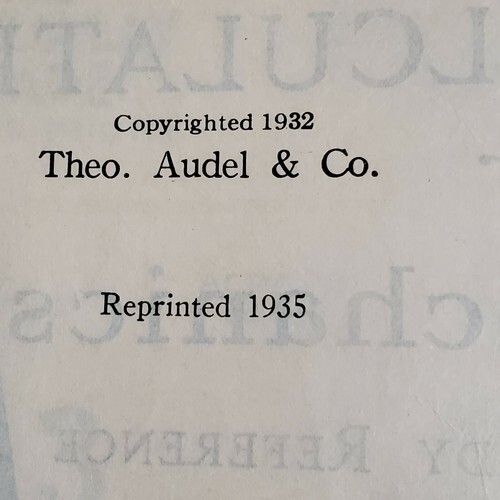 Copyrighted 1932
Theo. Audel & Co.
Reprinted 1935